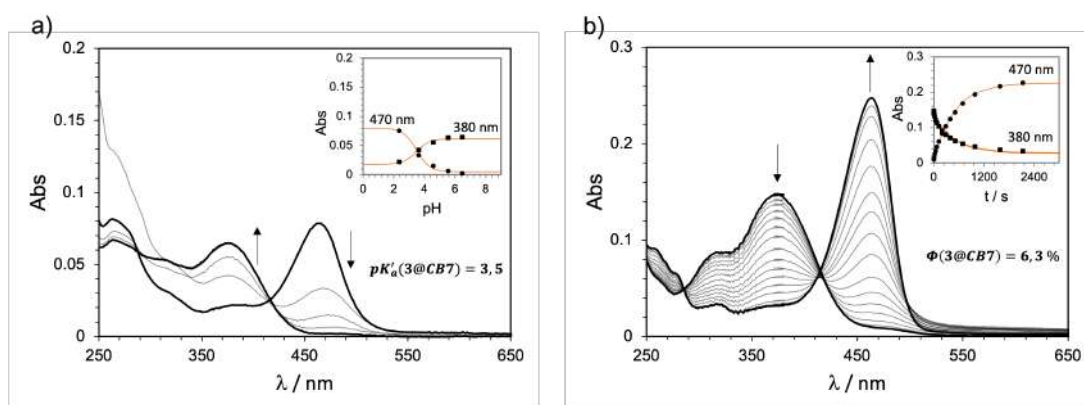 a)
0.2
0.15
0.1
0.05
0
250 350 450 550 650
λ / nm
Abs
0.2
0.15
0.1
0.05
0
0 2 4 6 8
pH
Abs
470 nm
380 nm
pK′a(3@CB7) = 3,5
b)
0.3
0.2
0.1
0
250 350 450 550 650
λ / nm
Abs
0.3
0.2
0.1
0
0 1200 2400
t / s
Abs
470 nm
380 nm
Φ(3@CB7) = 6,3 %